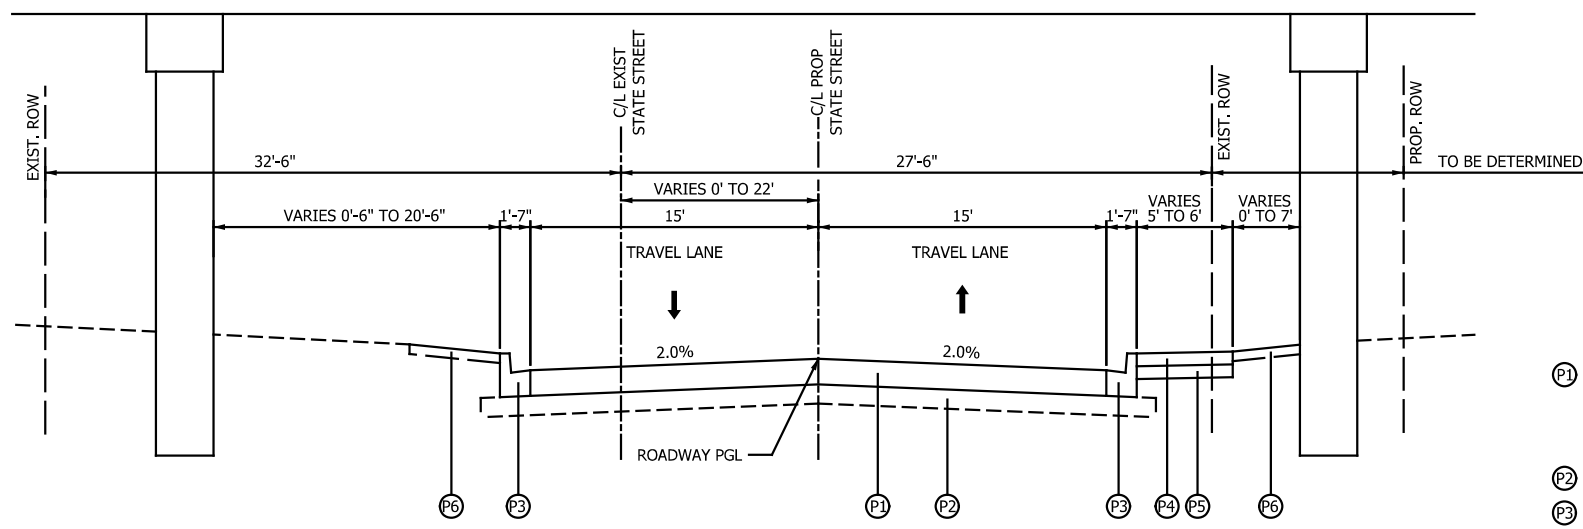 EXIST. ROW
C/L EXIST
STATE STREET
C/L PROP
STATE STREET
EXIST. ROW
PROP. ROW
32'-6"
27'-6"
TO BE DETERMINED
VARIES 0' TO 22'
VARIES 0'-6" TO 20'-6"
1'-7"
15'
15'
1'-7"
VARIES
5' TO 6'
VARIES
0' TO 7'
TRAVEL LANE
TRAVEL LANE
2.0%
2.0%
ROADWAY PGL
P6
P3
P1
P2
P3
P4
P5
P6
P1
P2
P3